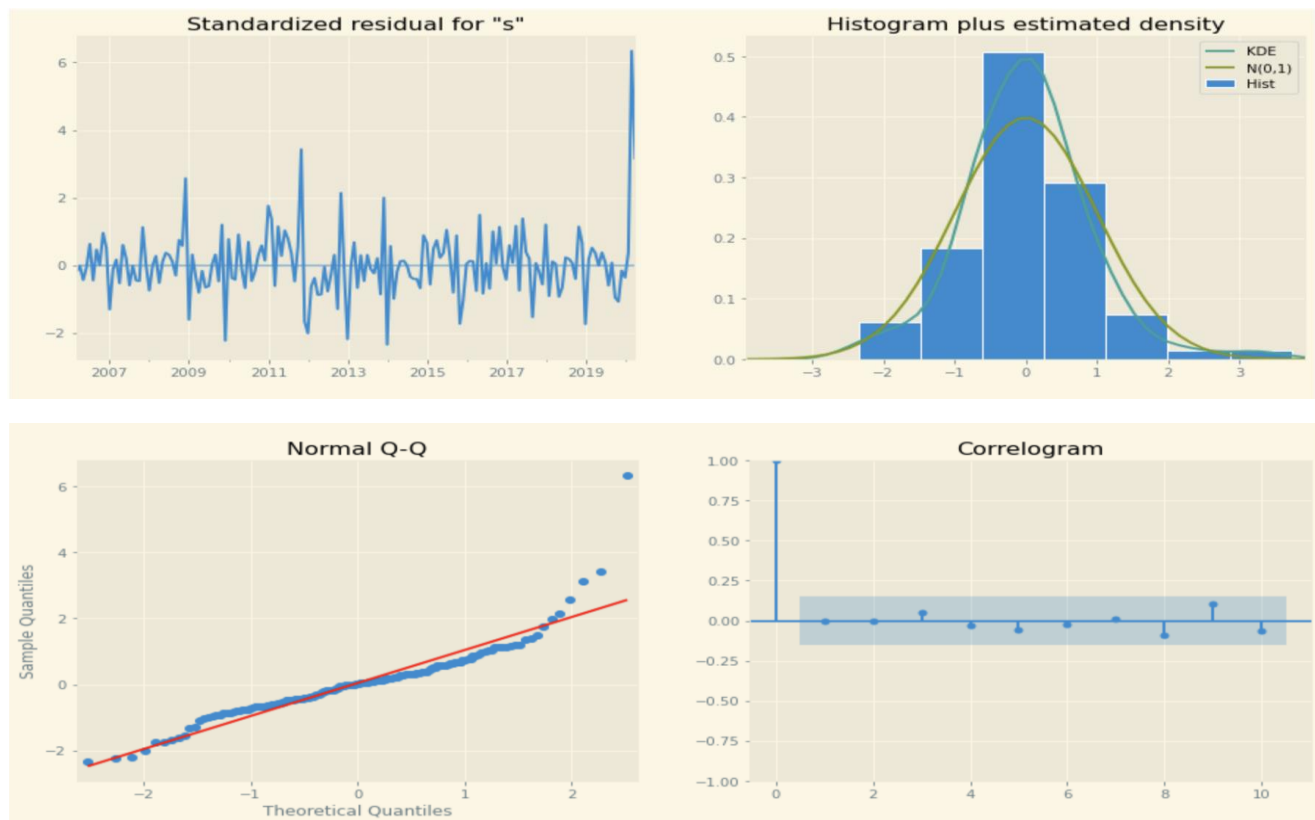 Standardized residual for "s"
6
4
2
0
−2
2007 2009 2011 2013 2015 2017 2019
Histogram plus estimated density
KDE
N(0,1)
Hist
0.5
0.4
0.3
0.2
0.1
0.0
−3 −2 −1 0 1 2 3
Normal Q-Q
Sample Quantiles
6
4
2
0
−2
−2 −1 0 1 2
Theoretical Quantiles
Correlogram
1.00
0.75
0.50
0.25
0.00
−0.25
−0.50
−0.75
−1.00
0 2 4 6 8 10